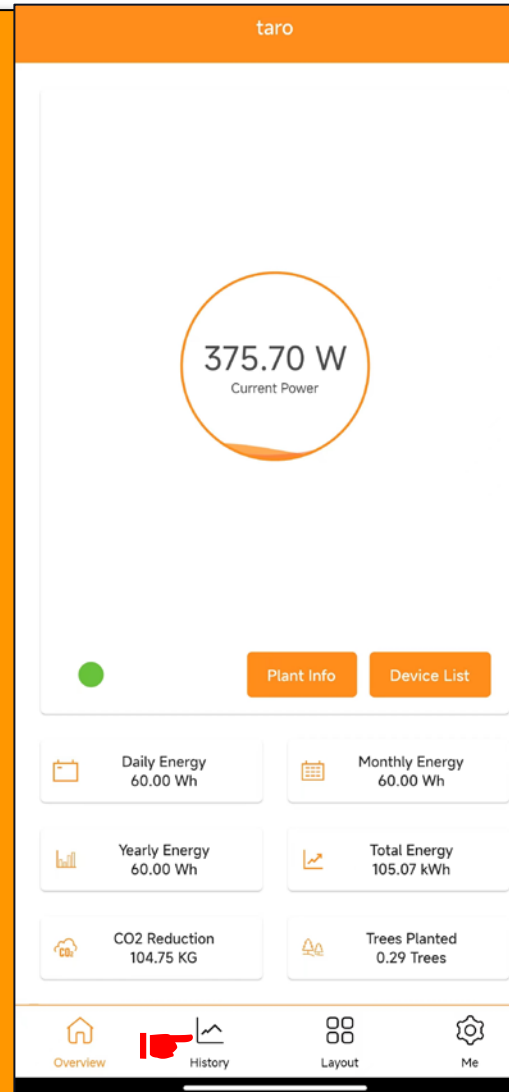 taro
375.70 W
Current Power
Plant Info
Device List
Daily Energy
60.00 Wh
Monthly Energy
60.00 Wh
Yearly Energy
60.00 Wh
Total Energy
105.07 kWh
CO2 Reduction
104.75 KG
Trees Planted
0.29 Trees
Overview
History
Layout
Me